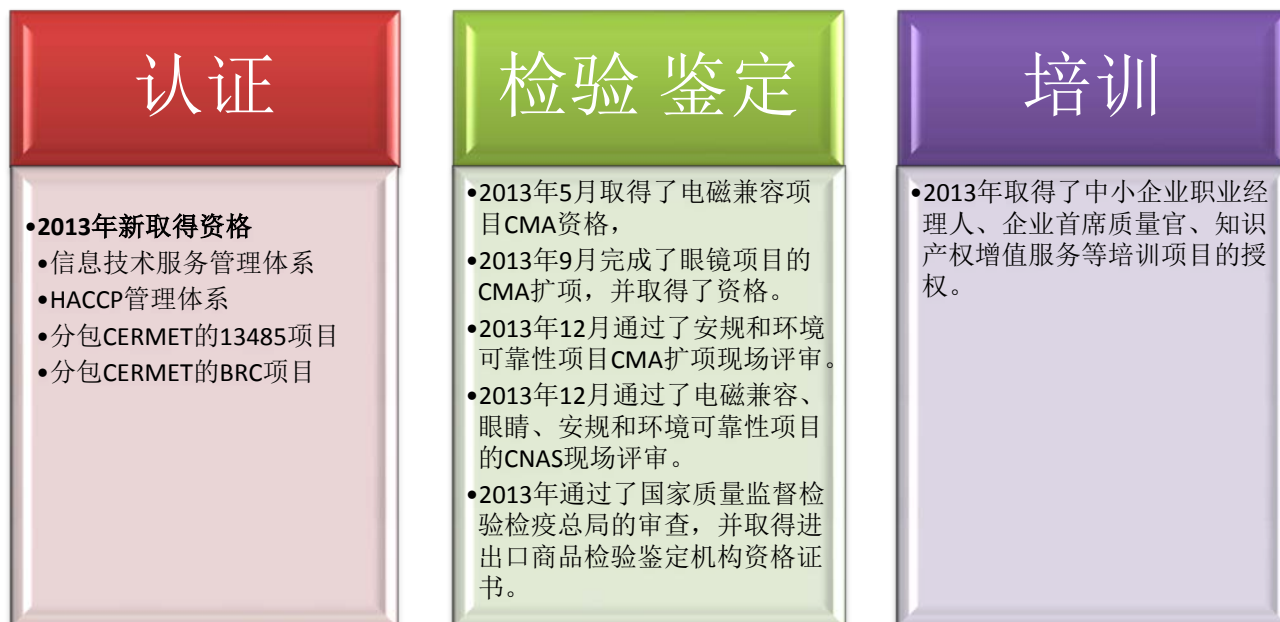 认证
•2013年新取得资格
•信息技术服务管理体系
•HACCP管理体系
•分包CERMET的13485项目
•分包CERMET的BRC项目
检验 鉴定
•2013年5月取得了电磁兼容项
目CMA资格，
•2013年9月完成了眼镜项目的
CMA扩项，并取得了资格。
•2013年12月通过了安规和环境
可靠性项目CMA扩项现场评审。
•2013年12月通过了电磁兼容、
眼睛、安规和环境可靠性项目
的CNAS现场评审。
•2013年通过了国家质量监督检
验检疫总局的审查，并取得进
出口商品检验鉴定机构资格证
书。
培训
•2013年取得了中小企业职业经
理人、企业首席质量官、知识
产权增值服务等培训项目的授
权。